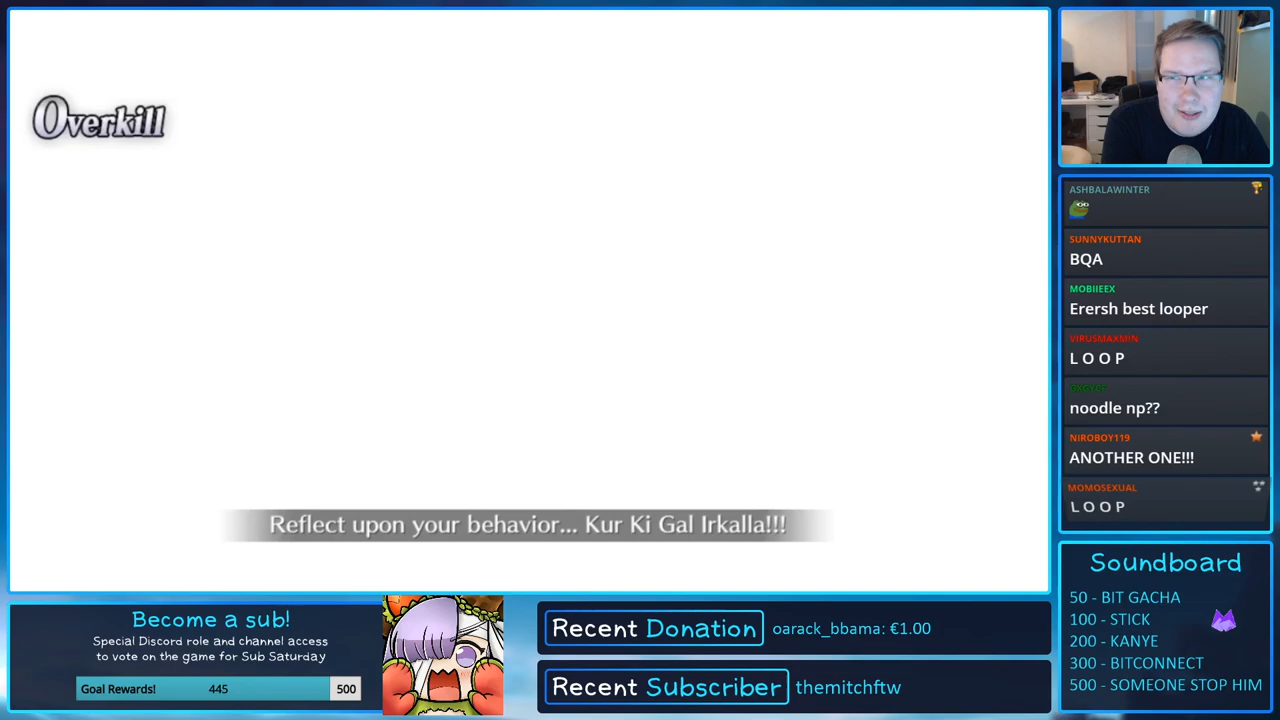 Overkill
Reflect upon your behavior... Kur Ki Gal Irkalla!!!
ASHBALAWINTER
SUNNYKUTTAN
BQA
MOBIIEEX
Erersh best looper
VIRUSMAXMIN
L O O P
noodle np??
NIROBOY119
ANOTHER ONE!!!
MOMOSEXUAL
L O O P
Become a sub!
Special Discord role and channel access
to vote on the game for Sub Saturday
Goal Rewards! 445 500
Recent Donation oarack_bbama: €1.00
Recent Subscriber themitchftw
Soundboard
50 - BIT GACHA
100 - STICK
200 - KANYE
300 - BITCONNECT
500 - SOMEONE STOP HIM